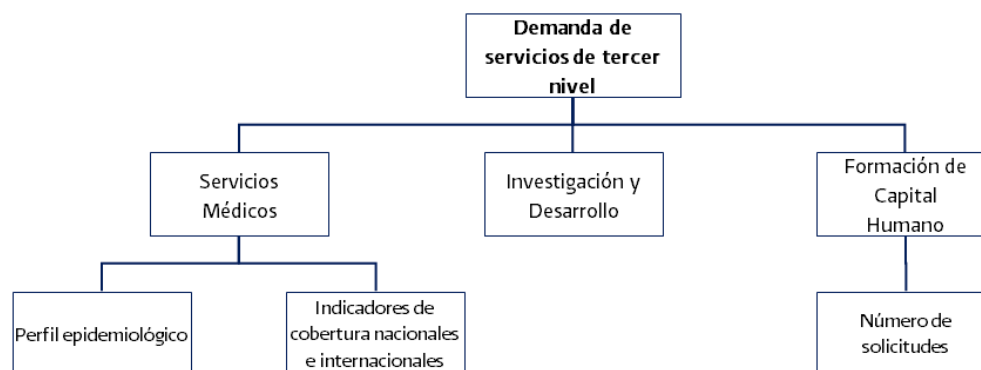 Demanda de
servicios de tercer
nivel
Servicios
Médicos
Investigación y
Desarrollo
Formación de
Capital
Humano
Perfil epidemiológico
Indicadores de
cobertura nacionales
e internacionales
Número de
solicitudes